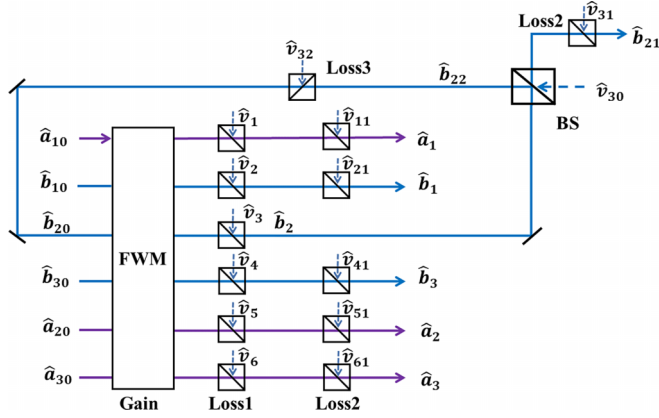 v̂₃₁
Loss2
b̂₂₁
v̂₃₂
Loss3
b̂₂₂
v̂₃₀
BS
â₁₀
v̂₁
v̂₁₁
â₁
b̂₁₀
v̂₂
v̂₂₁
b̂₁
b̂₂₀
v̂₃
b̂₂
FWM
b̂₃₀
v̂₄
v̂₄₁
b̂₃
â₂₀
v̂₅
v̂₅₁
â₂
â₃₀
v̂₆
v̂₆₁
â₃
Gain
Loss1
Loss2